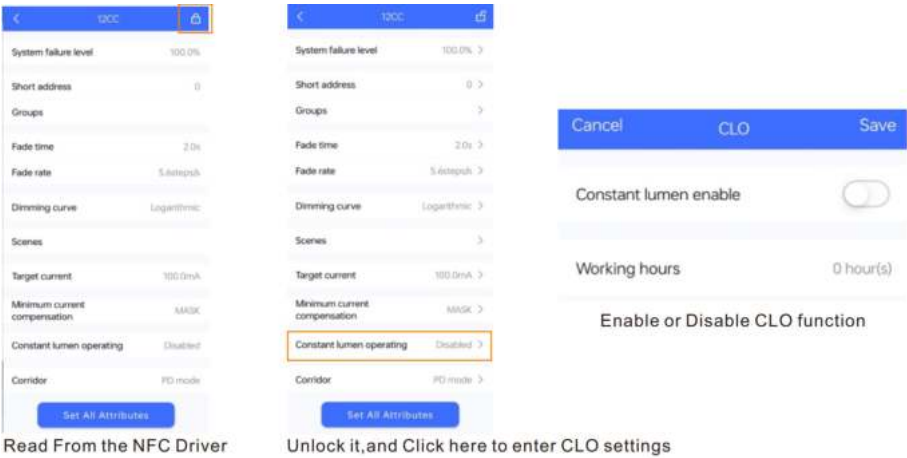 12CC
System failure level 100.0%
Short address 0
Groups
Fade time 2.0s
Fade rate 5.6steps/s
Dimming curve Logarithmic
Scenes
Target current 100.0mA
Minimum current
compensation MASK
Constant lumen operating Disabled
Corridor PD mode
Set All Attributes
Read From the NFC Driver
12CC
System failure level 100.0% >
Short address 0 >
Groups >
Fade time 2.0s >
Fade rate 5.6steps/s >
Dimming curve Logarithmic >
Scenes >
Target current 100.0mA >
Minimum current
compensation MASK >
Constant lumen operating Disabled >
Corridor PD mode >
Set All Attributes
Unlock it,and Click here to enter CLO settings
Cancel CLO Save
Constant lumen enable
Working hours 0 hour(s)
Enable or Disable CLO function